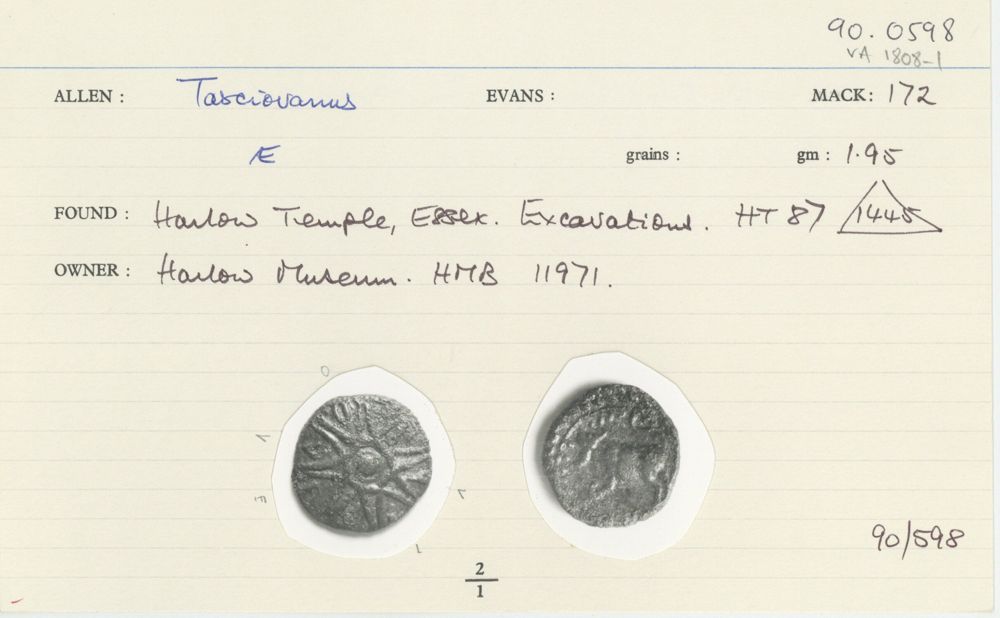 90.0598
VA 1808-1
ALLEN : Tasciovanus EVANS : MACK: 172
Æ grains : gm : 1.95
FOUND : Harlow Temple, Essex. Excavations. HT 87 1445
OWNER : Harlow Museum. HMB 11971.
O
V
E
L
I
90/598
2
1